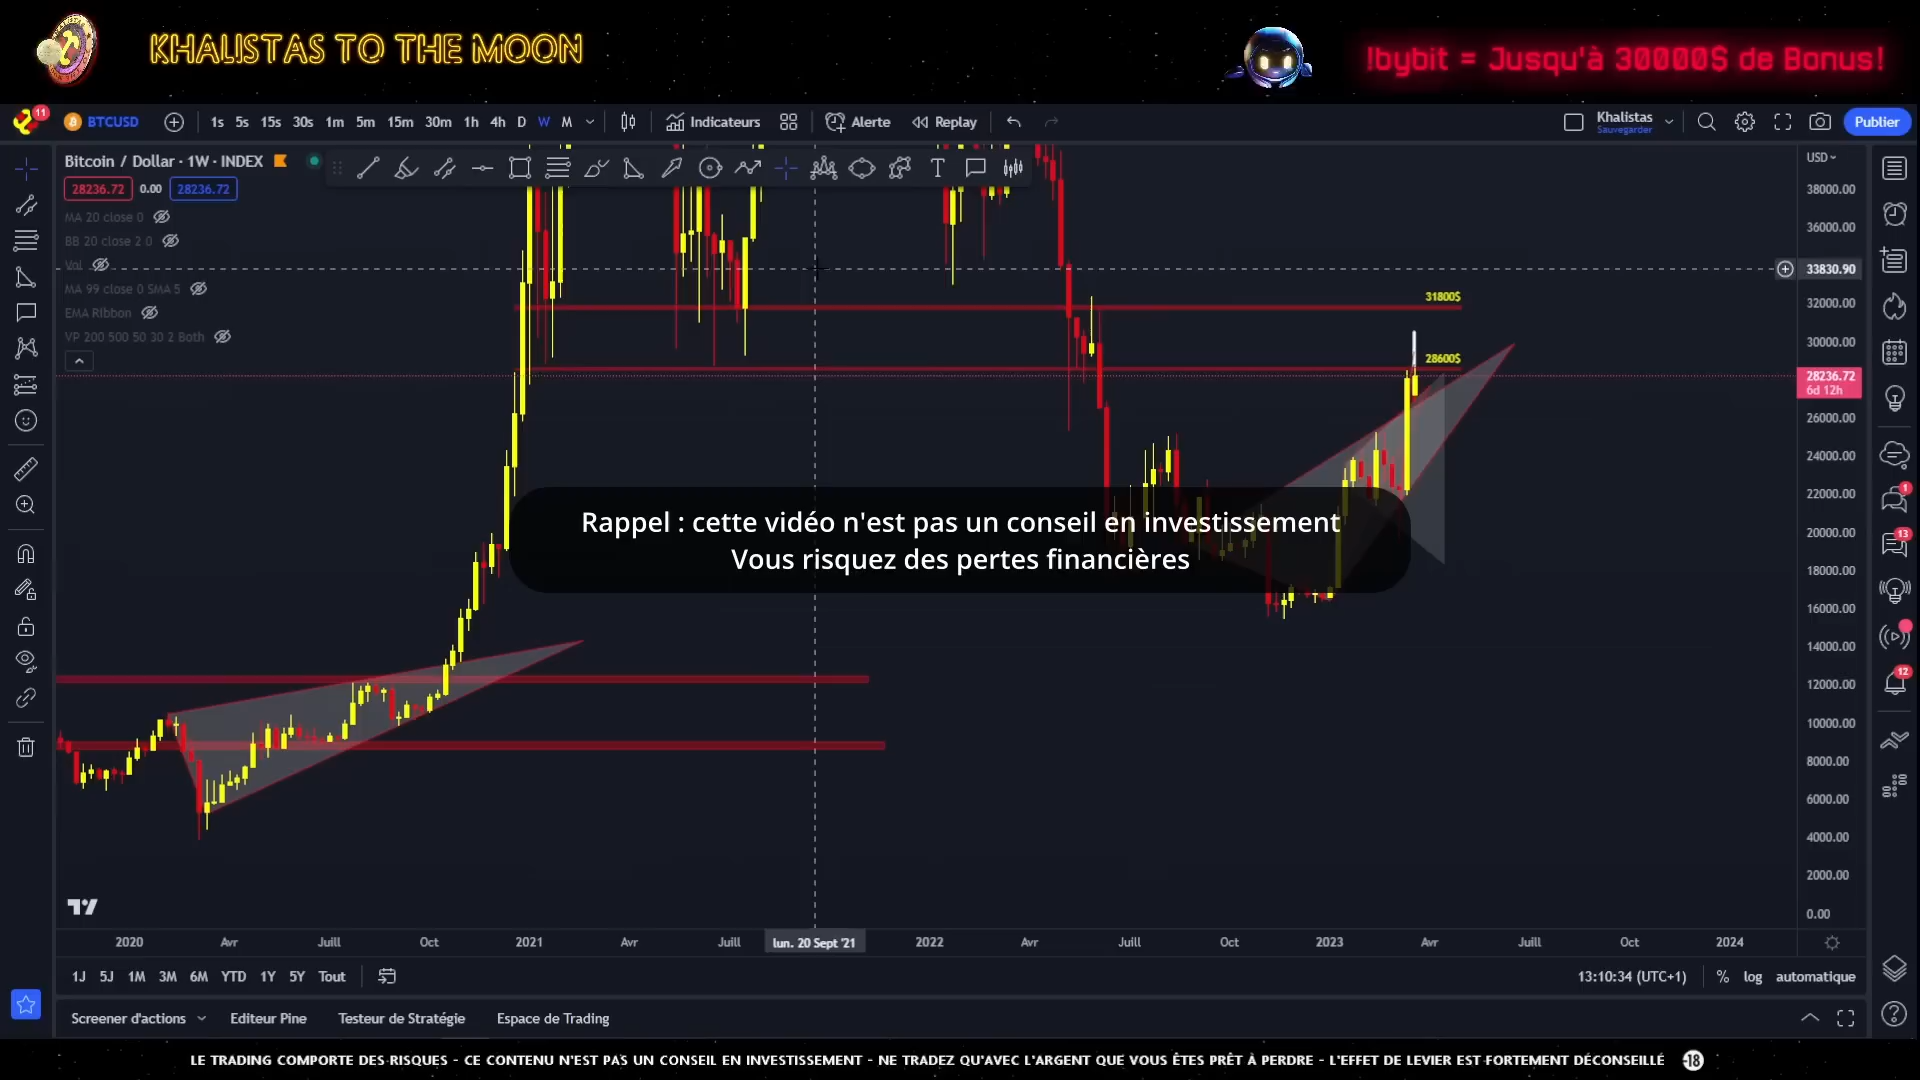 KHALISTAS TO THE MOON
!bybit = Jusqu'à 30000$ de Bonus!
11
BTCUSD
1s 5s 15s 30s 1m 5m 15m 30m 1h 4h D W M
Indicateurs
Alerte
Replay
Khalistas
Sauvegarder
Publier
Bitcoin / Dollar · 1W · INDEX
28236.72 0.00 28236.72
MA 20 close 0
BB 20 close 2 0
Vol
MA 99 close 0 SMA 5
EMA Ribbon
VP 200 500 50 30 2 Both
31800$
28600$
USD
38000.00
36000.00
33830.90
32000.00
30000.00
28236.72
6d 12h
26000.00
24000.00
22000.00
20000.00
18000.00
16000.00
14000.00
12000.00
10000.00
8000.00
6000.00
4000.00
2000.00
0.00
1
13
12
Rappel : cette vidéo n'est pas un conseil en investissement
Vous risquez des pertes financières
2020 Avr Juill Oct 2021 Avr Juill lun. 20 Sept '21 2022 Avr Juill Oct 2023 Avr Juill Oct 2024
1J 5J 1M 3M 6M YTD 1Y 5Y Tout
13:10:34 (UTC+1) % log automatique
Screener d'actions Editeur Pine Testeur de Stratégie Espace de Trading
LE TRADING COMPORTE DES RISQUES - CE CONTENU N'EST PAS UN CONSEIL EN INVESTISSEMENT - NE TRADEZ QU'AVEC L'ARGENT QUE VOUS ÊTES PRÊT À PERDRE - L'EFFET DE LEVIER EST FORTEMENT DÉCONSEILLÉ -18